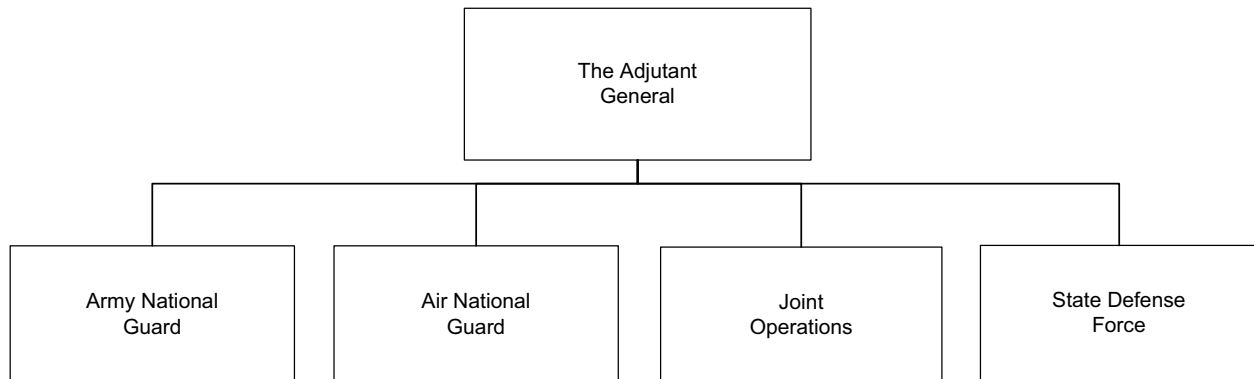 The Adjutant
General
Army National
Guard
Air National
Guard
Joint
Operations
State Defense
Force